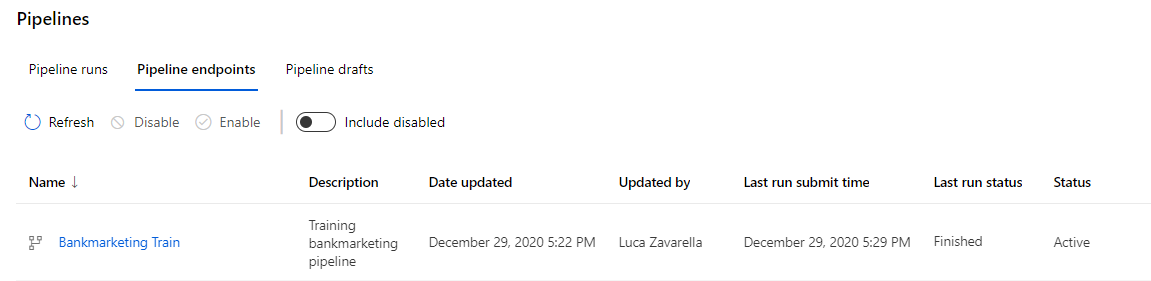 Pipelines
Pipeline runs Pipeline endpoints Pipeline drafts
Refresh Disable Enable Include disabled
Name ↓ Description Date updated Updated by Last run submit time Last run status Status
Training
Bankmarketing Train bankmarketing December 29, 2020 5:22 PM Luca Zavarella December 29, 2020 5:29 PM Finished Active
pipeline